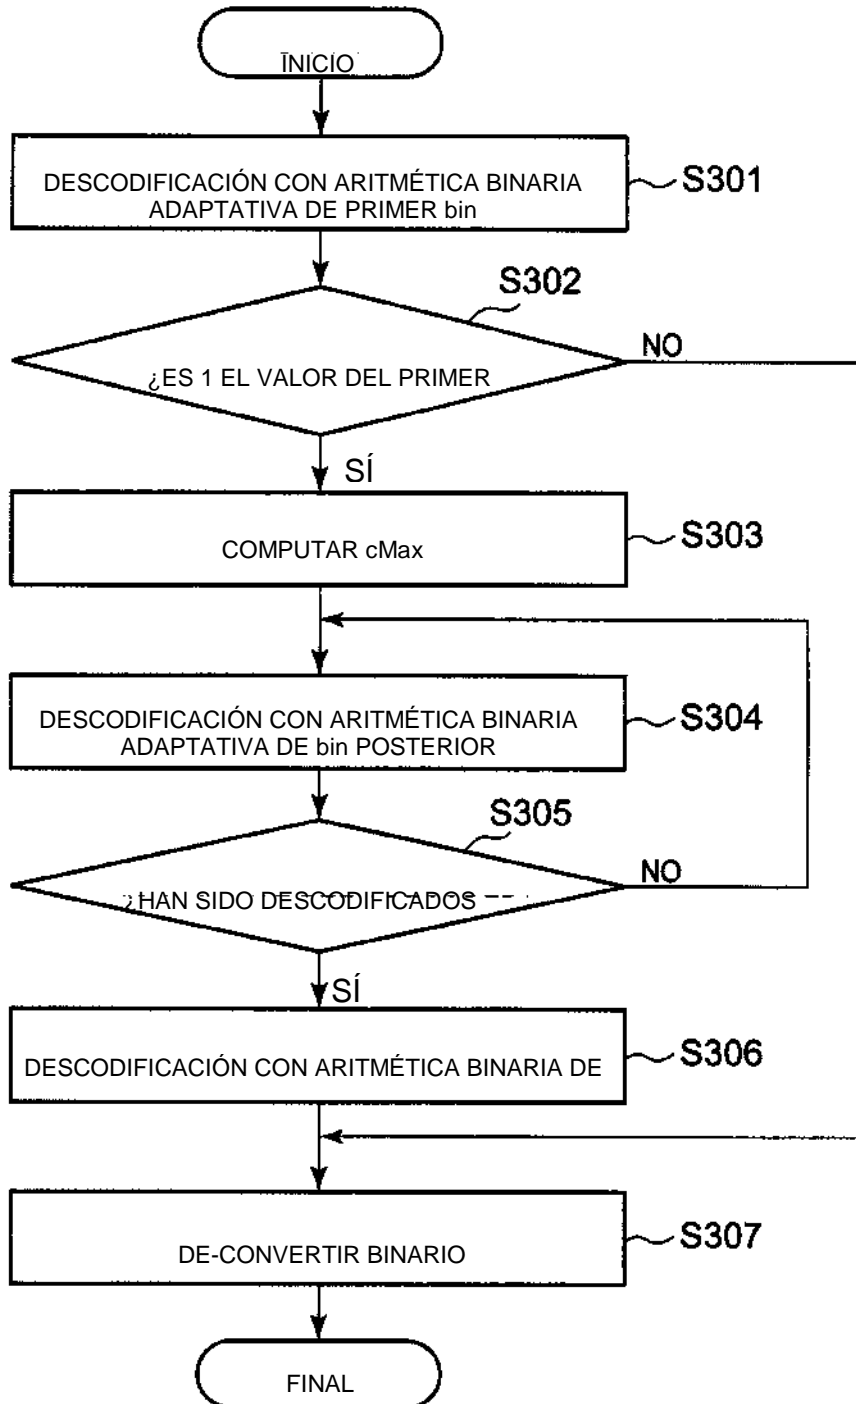 INICIO
DESCODIFICACIÓN CON ARITMÉTICA BINARIA
ADAPTATIVA DE PRIMER bin
S301
S302
¿ES 1 EL VALOR DEL PRIMER
NO
SÍ
COMPUTAR cMax
S303
DESCODIFICACIÓN CON ARITMÉTICA BINARIA
ADAPTATIVA DE bin POSTERIOR
S304
S305
¿HAN SIDO DESCODIFICADOS
NO
SÍ
DESCODIFICACIÓN CON ARITMÉTICA BINARIA DE
S306
DE-CONVERTIR BINARIO
S307
FINAL